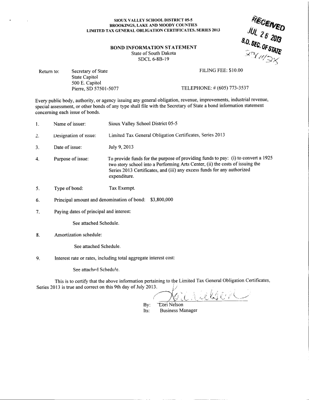 SIOUX VALLEY SCHOOL DISTRICT 05-5
BROOKINGS, LAKE AND MOODY COUNTIES
LIMITED TAX GENERAL OBLIGATION CERTIFICATES, SERIES 2013
RECEIVED
JUL 26 2013
S.D. SEC. OF STATE
BOND INFORMATION STATEMENT
State of South Dakota
SDCL 6-8B-19
Return to: Secretary of State FILING FEE: $10.00
State Capitol
500 E. Capitol
Pierre, SD 57501-5077 TELEPHONE: # (605) 773-3537
Every public body, authority, or agency issuing any general obligation, revenue, improvements, industrial revenue,
special assessment, or other bonds of any type shall file with the Secretary of State a bond information statement
concerning each issue of bonds.
1. Name of issuer: Sioux Valley School District 05-5
2. Designation of issue: Limited Tax General Obligation Certificates, Series 2013
3. Date of issue: July 9, 2013
4. Purpose of issue: To provide funds for the purpose of providing funds to pay: (i) to convert a 1925
two story school into a Performing Arts Center, (ii) the costs of issuing the
Series 2013 Certificates, and (iii) any excess funds for any authorized
expenditure.
5. Type of bond: Tax Exempt.
6. Principal amount and denomination of bond: $3,800,000
7. Paying dates of principal and interest:
See attached Schedule.
8. Amortization schedule:
See attached Schedule.
9. Interest rate or rates, including total aggregate interest cost:
See attached Schedule.
This is to certify that the above information pertaining to the Limited Tax General Obligation Certificates,
Series 2013 is true and correct on this 9th day of July 2013.
By: Lori Nelson
Its: Business Manager